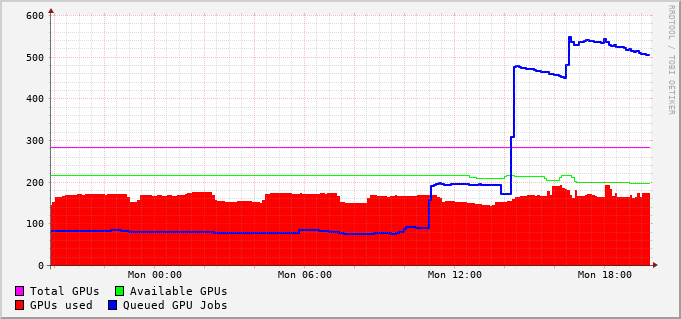 600
500
400
300
200
100
0
Mon 00:00 Mon 06:00 Mon 12:00 Mon 18:00
Total GPUs Available GPUs
GPUs used Queued GPU Jobs
RRDTOOL / TOBI OETIKER